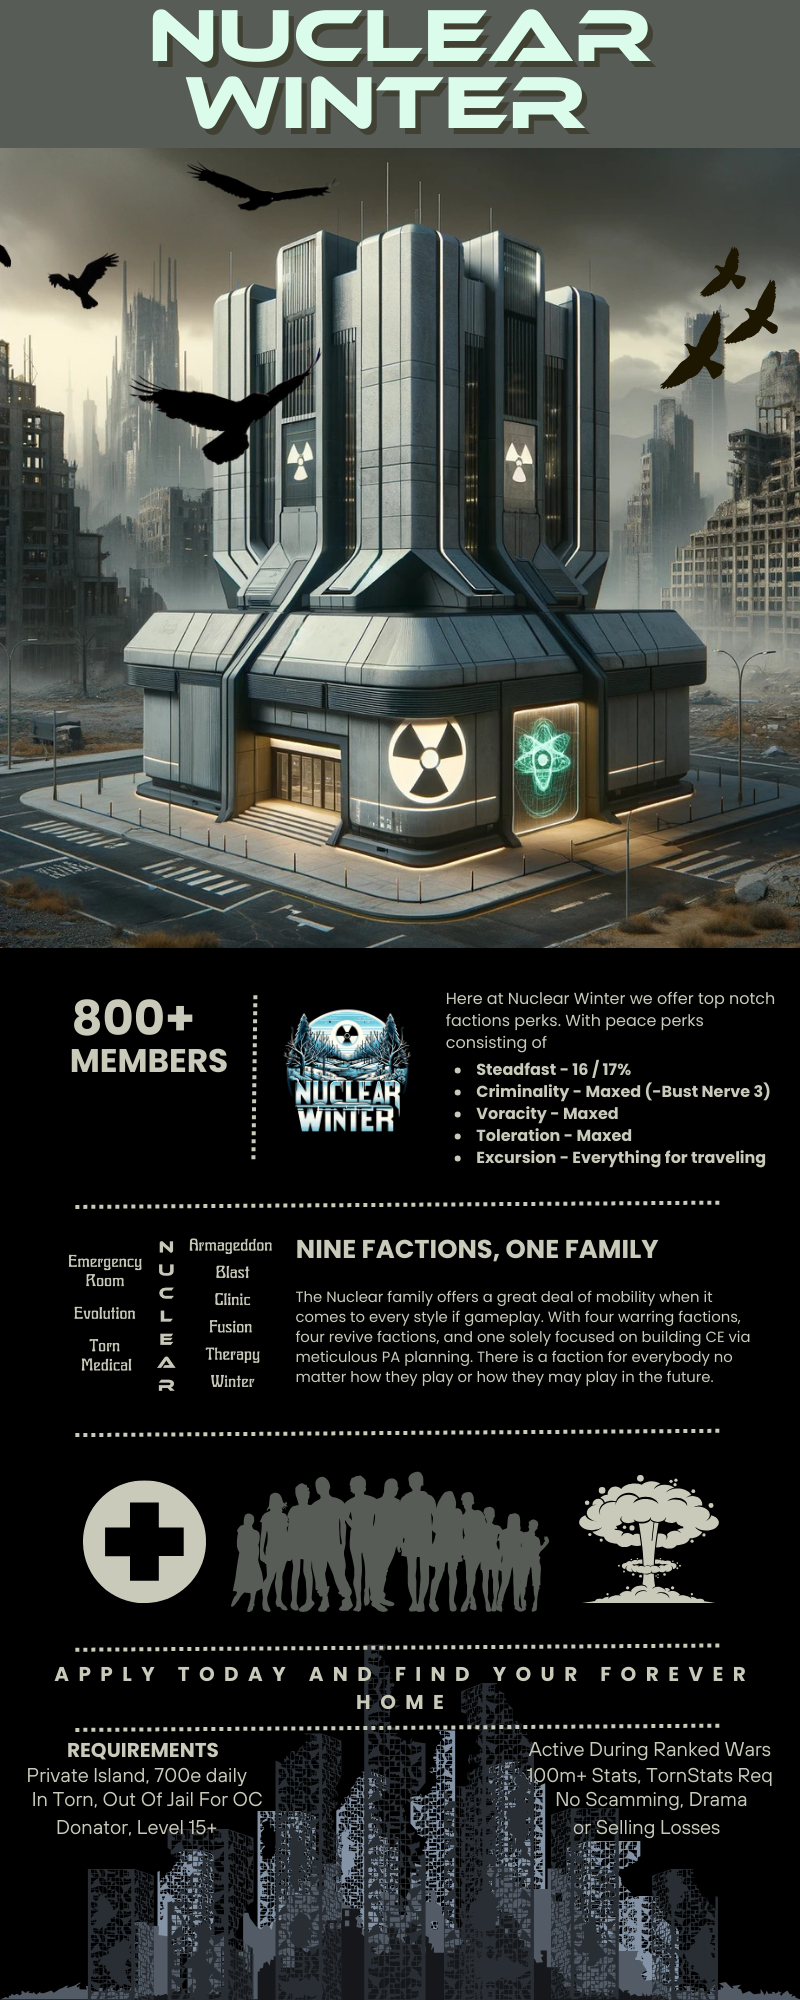 NUCLEAR
WINTER
800+
MEMBERS
NUCLEAR
WINTER
Here at Nuclear Winter we offer top notch
factions perks. With peace perks
consisting of
• Steadfast - 16 / 17%
• Criminality - Maxed (-Bust Nerve 3)
• Voracity - Maxed
• Toleration - Maxed
• Excursion - Everything for traveling
Emergency
Room
Evolution
Torn
Medical
N
U
C
L
E
A
R
Armageddon
Blast
Clinic
Fusion
Therapy
Winter
NINE FACTIONS, ONE FAMILY
The Nuclear family offers a great deal of mobility when it
comes to every style if gameplay. With four warring factions,
four revive factions, and one solely focused on building CE via
meticulous PA planning. There is a faction for everybody no
matter how they play or how they may play in the future.
APPLY TODAY AND FIND YOUR FOREVER
HOME
REQUIREMENTS
Private Island, 700e daily
In Torn, Out Of Jail For OC
Donator, Level 15+
Active During Ranked Wars
100m+ Stats, TornStats Req
No Scamming, Drama
or Selling Losses